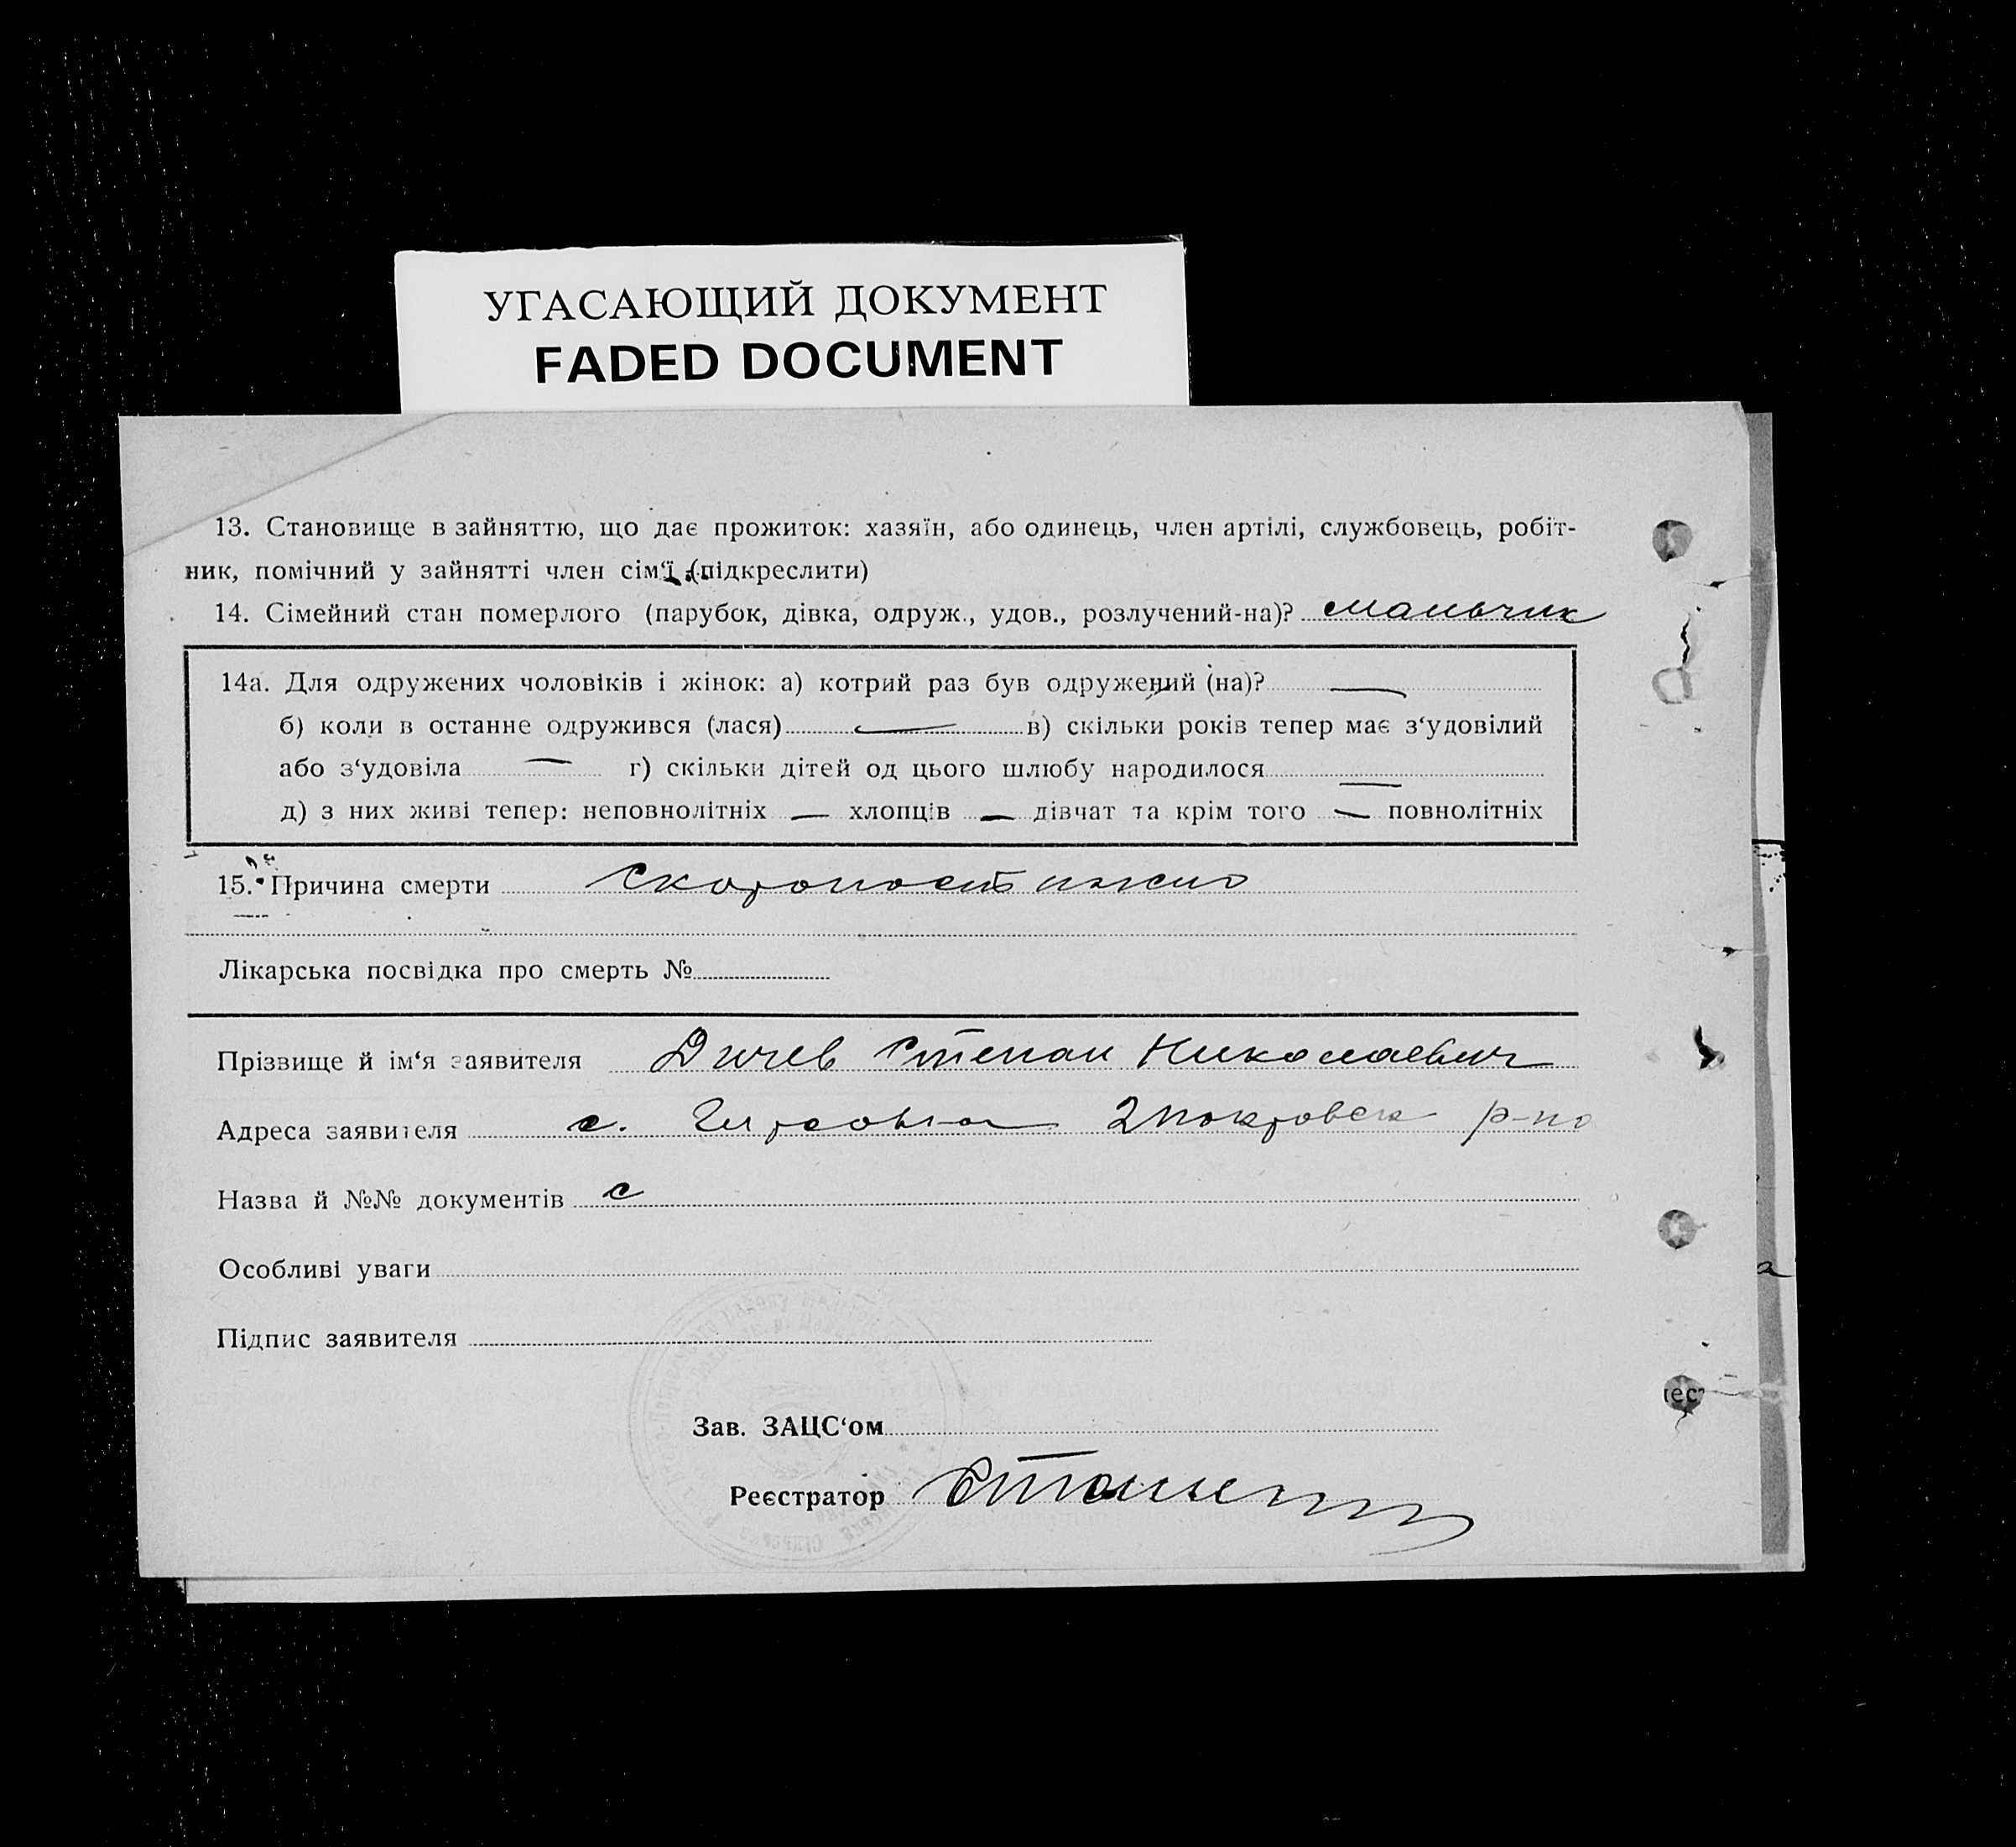 УГАСАЮЩИЙ ДОКУМЕНТ
FADED DOCUMENT
13. Становище в зайняттю, що дає прожиток: хазяїн, або одинець, член артілі, службовець, робіт-
ник, помічний у зайнятті член сім‘ї (підкреслити)
14. Сімейний стан померлого (парубок, дівка, одруж., удов., розлучений-на)? мальчик
14а. Для одружених чоловіків і жінок: а) котрий раз був одружений (на)? —
б) коли в останне одружився (лася) — в) скільки років тепер має з‘удовілий
або з‘удовіла — г) скільки дітей од цього шлюбу народилося —
д) з них живі тепер: неповнолітніх — хлопців — дівчат та крім того — повнолітніх
15. Причина смерти скоропостижно
Лікарська посвідка про смерть №
Прізвище й ім‘я заявителя Дичев Степан Николаевич
Адреса заявителя с. р-на
Назва й №№ документів с
Особливі уваги
Підпис заявителя
Зав. ЗАЦС‘ом
Реєстратор